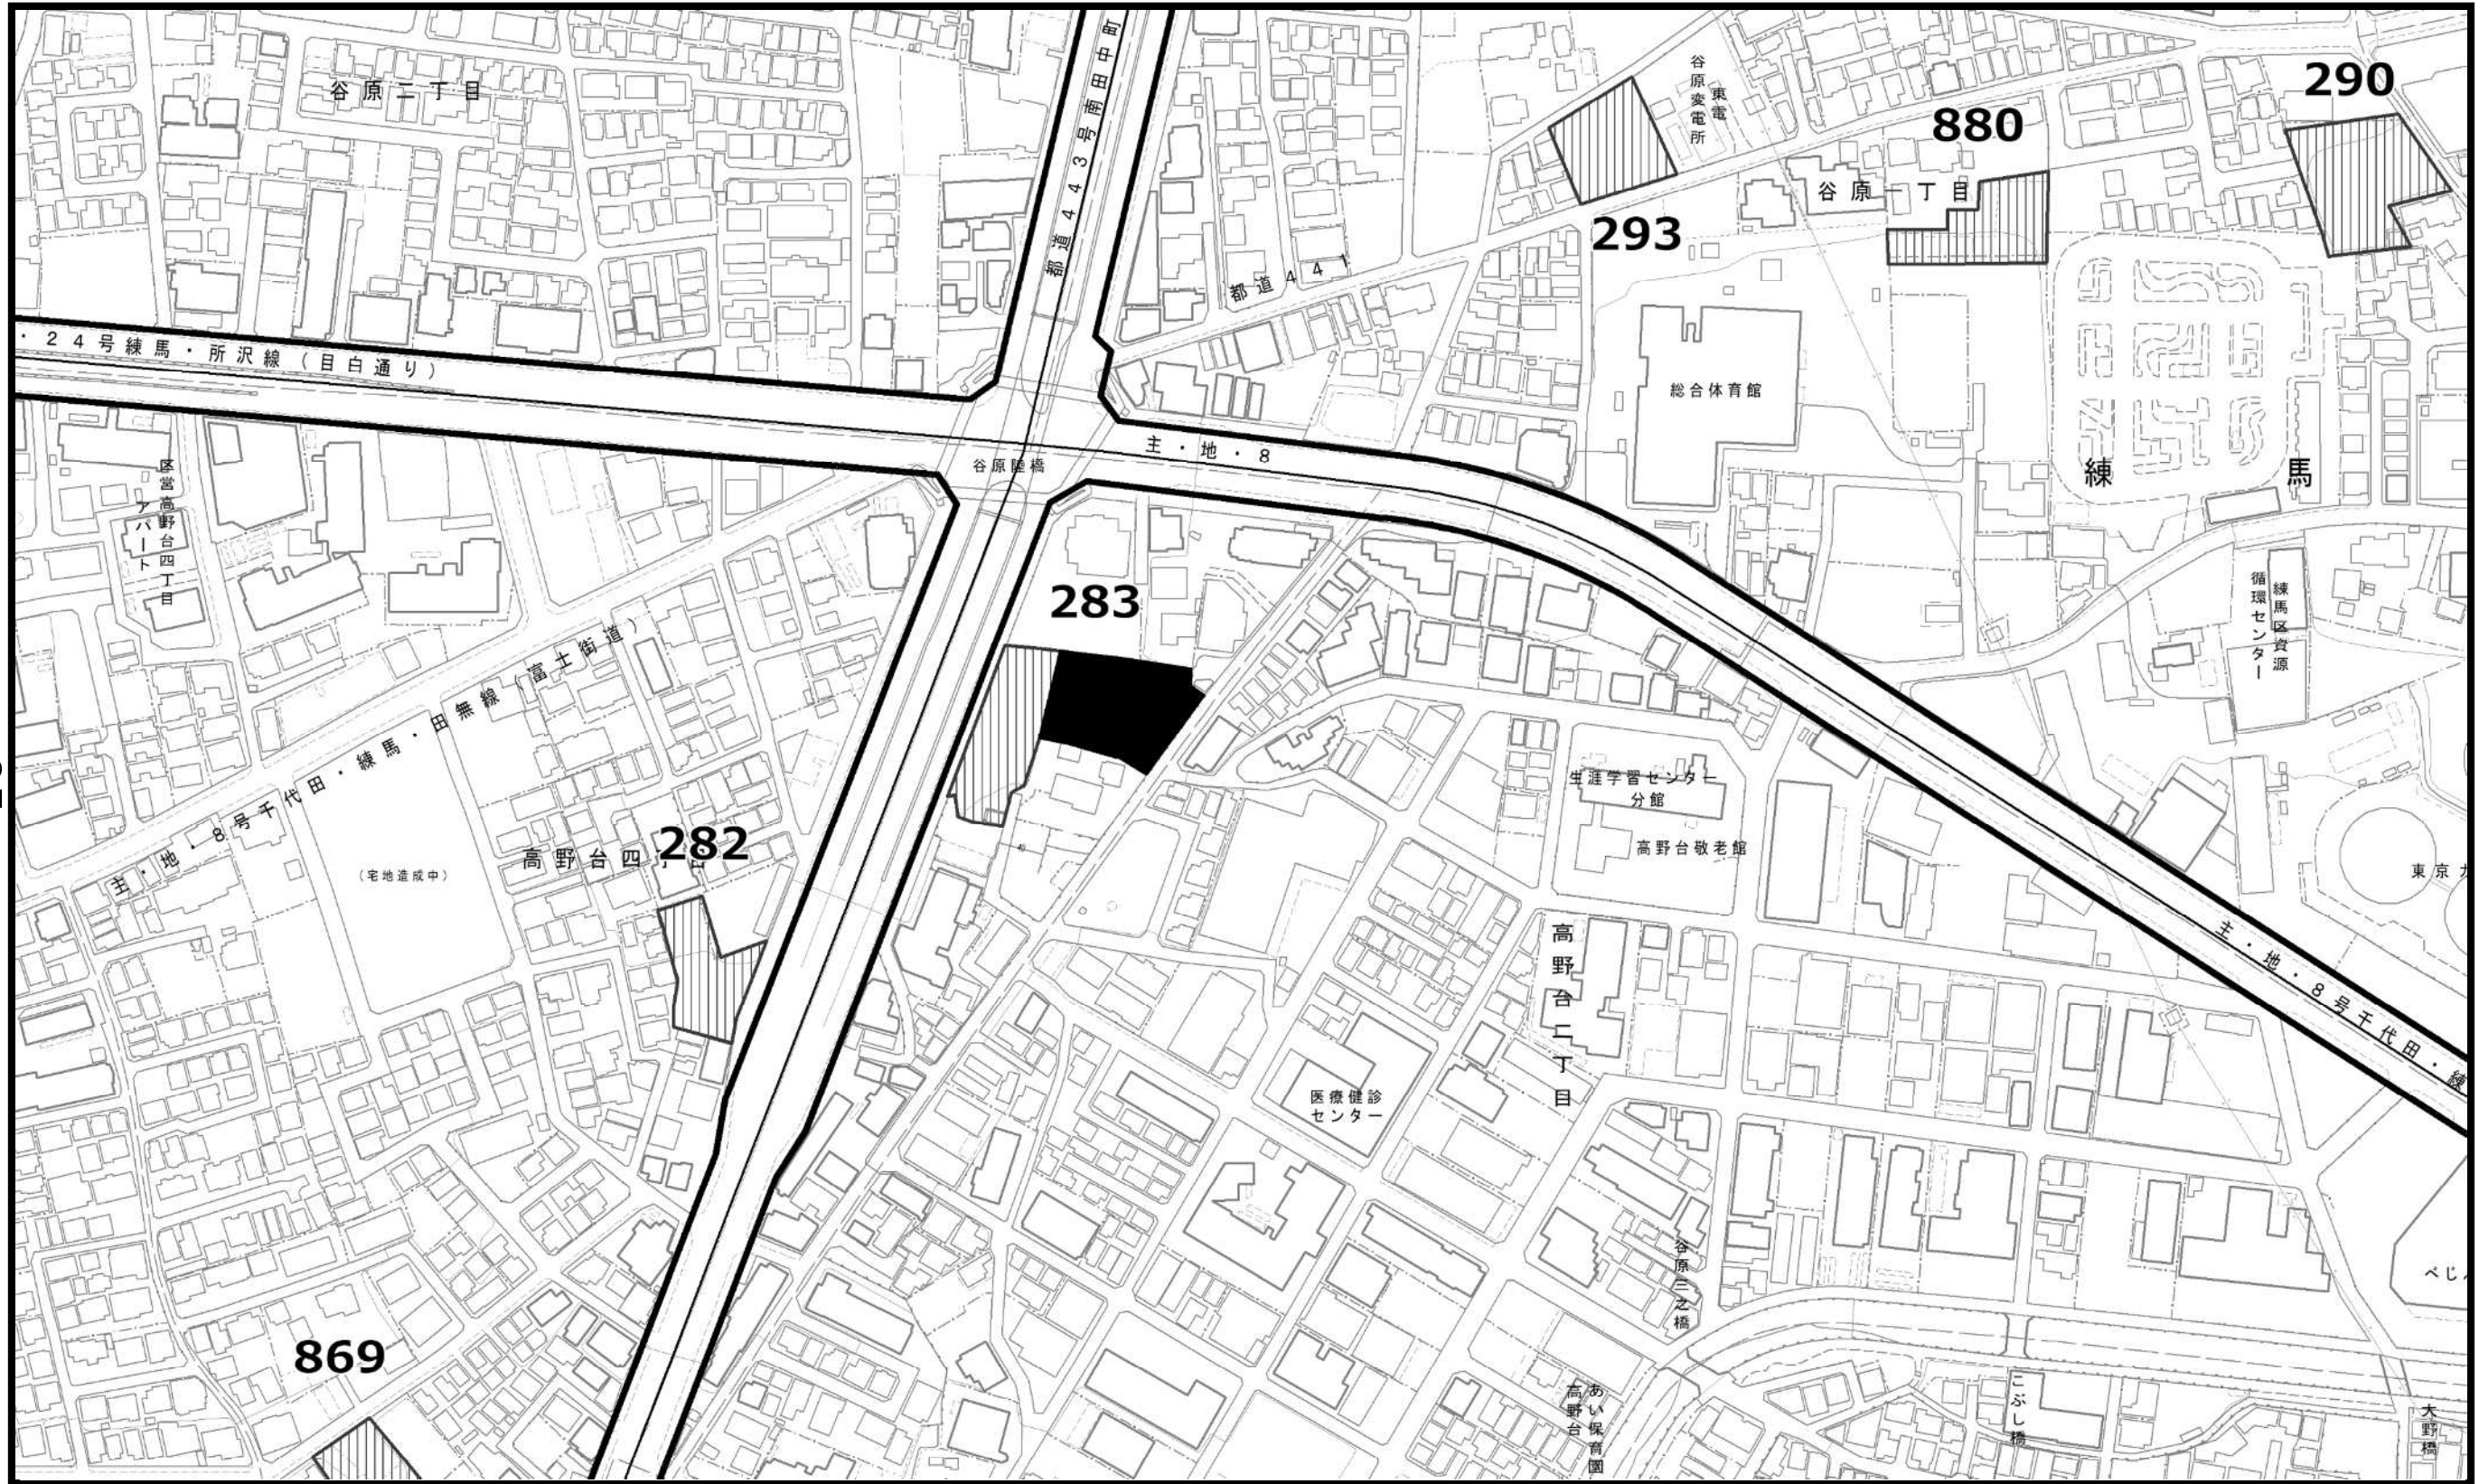 谷原二丁目
都道443号南田中町
谷原変電所
東電
290
880
谷原一丁目
293
都道441
・24号練馬・所沢線（目白通り）
総合体育館
主・地・8
谷原陸橋
練馬
区営高野台四丁目
アパート
283
練馬区資源
循環センター
主・地・8号千代田・練馬・田無線（富士街道）
生涯学習センター
分館
高野台敬老館
282
高野台四
（宅地造成中）
東京
高野台二丁目
主・地・8号千代田・練
医療健診
センター
谷原三之橋
べじ
869
あい保育園
高野台
こぶし橋
大野橋